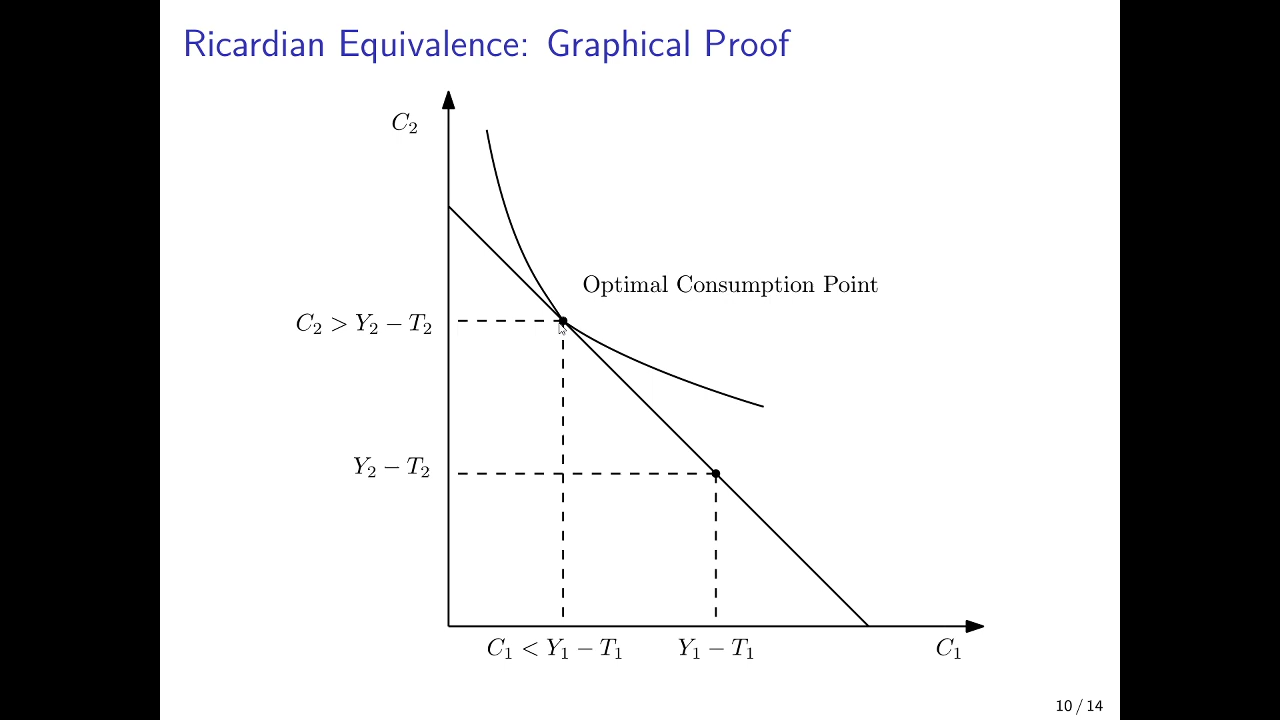 Ricardian Equivalence: Graphical Proof
C₂
Optimal Consumption Point
C₂ > Y₂ − T₂
Y₂ − T₂
C₁ < Y₁ − T₁
Y₁ − T₁
C₁
10 / 14